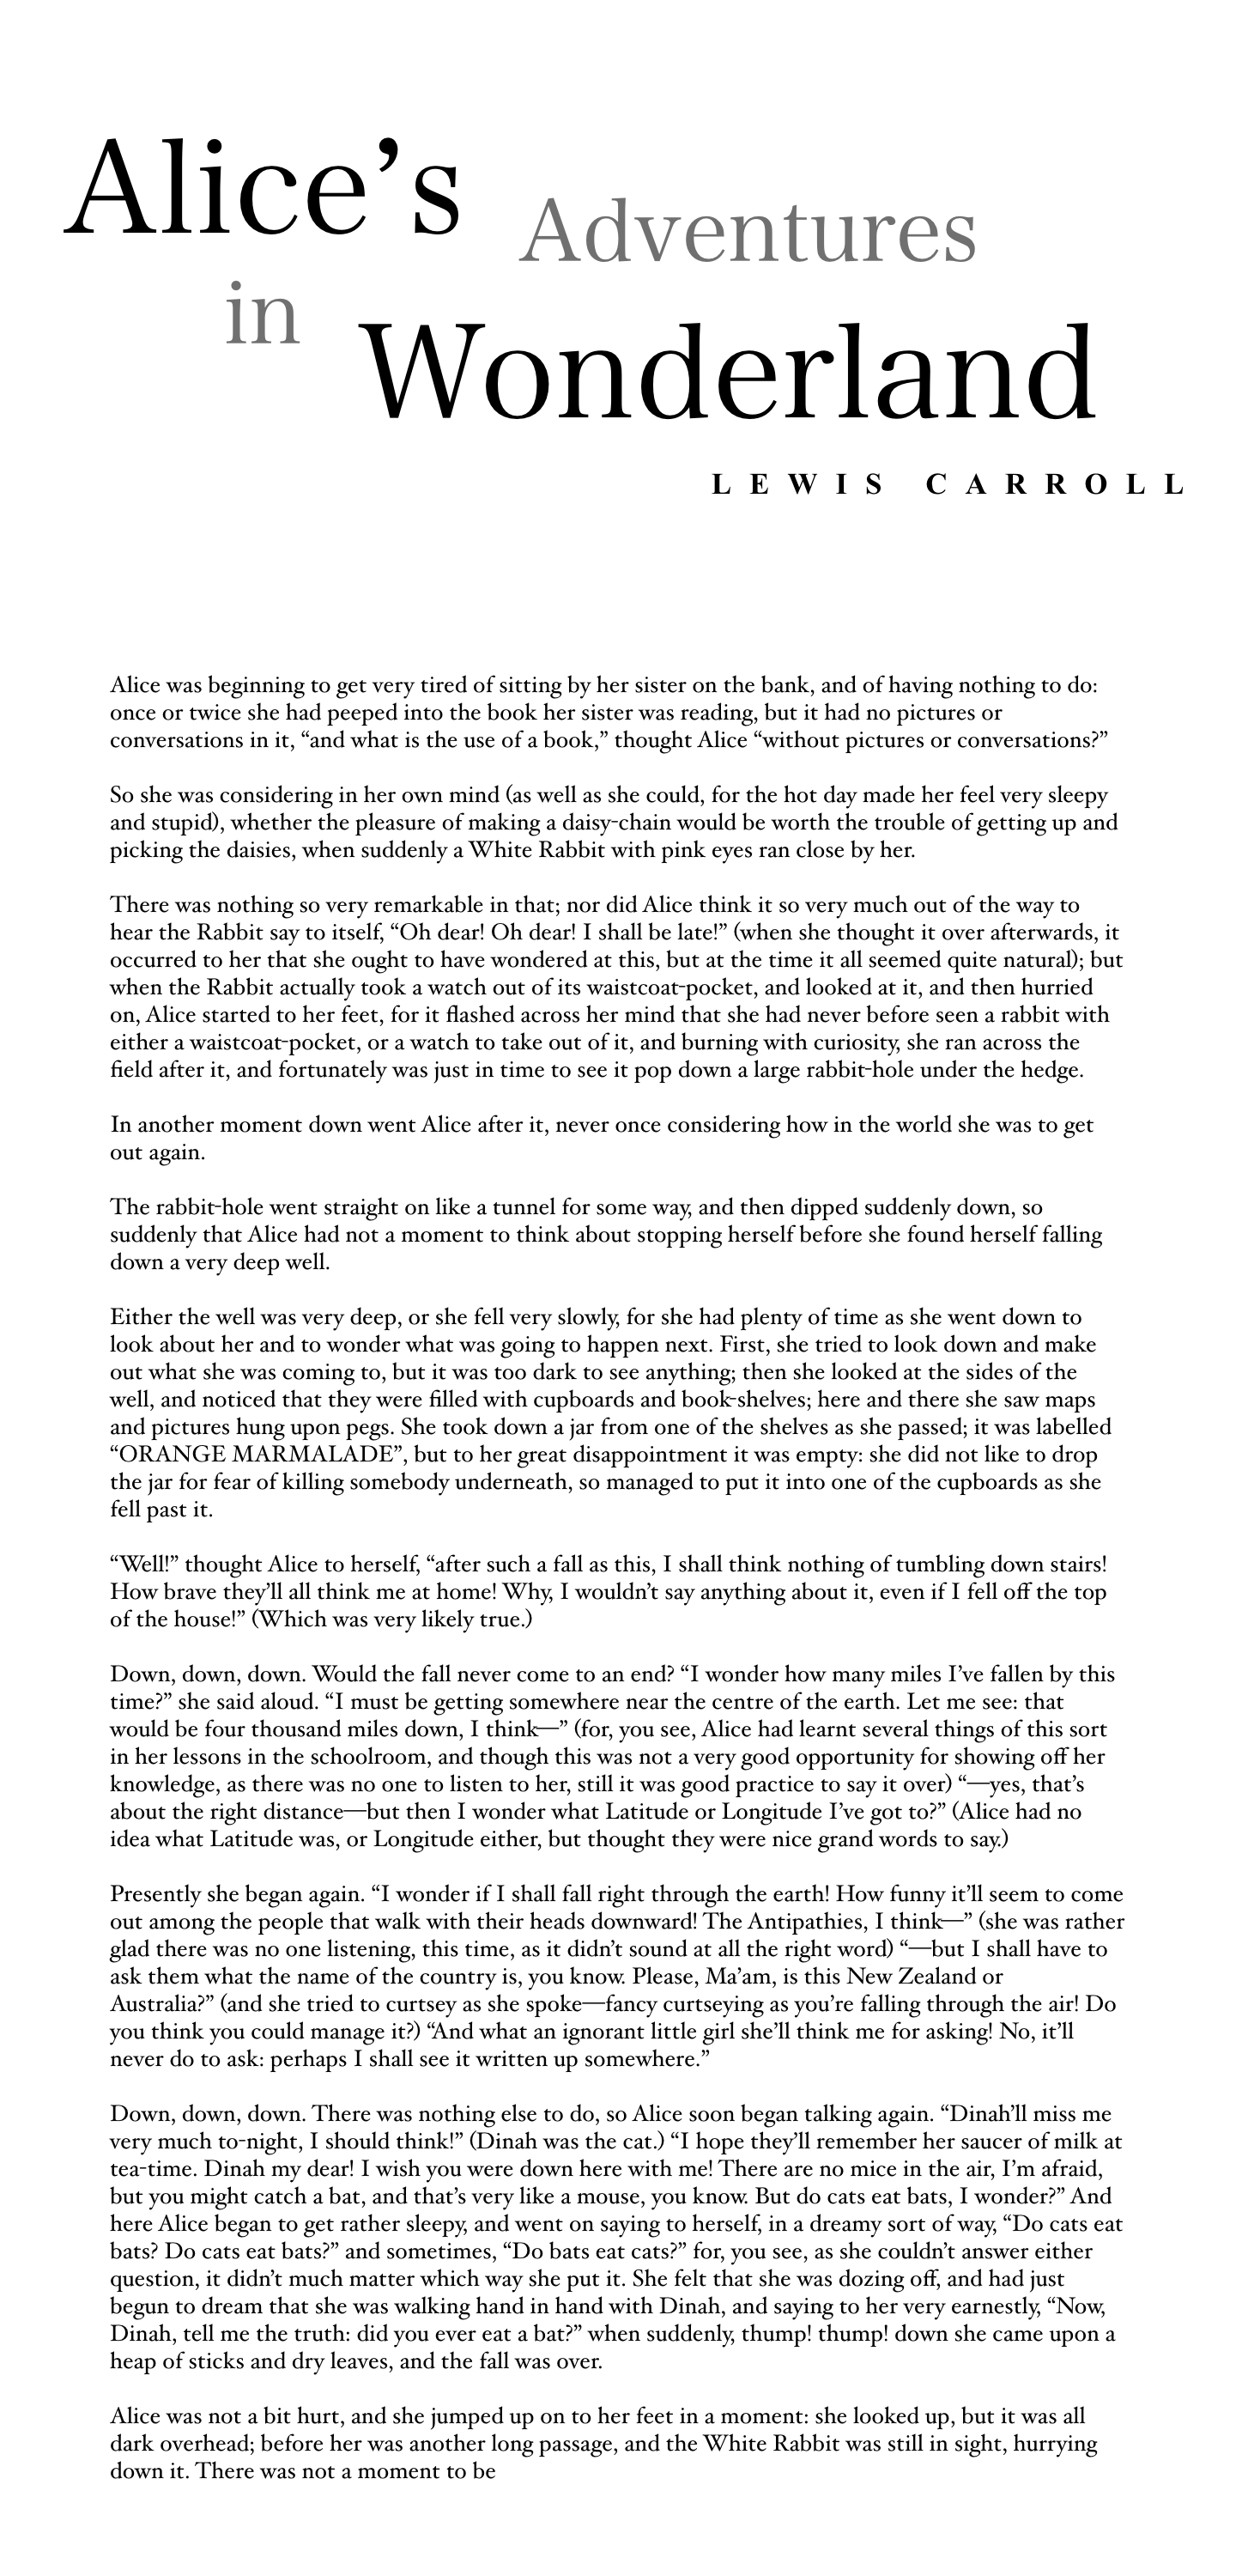 Alice’s Adventures
in Wonderland
LEWIS CARROLL
Alice was beginning to get very tired of sitting by her sister on the bank, and of having nothing to do:
once or twice she had peeped into the book her sister was reading, but it had no pictures or
conversations in it, “and what is the use of a book,” thought Alice “without pictures or conversations?”
So she was considering in her own mind (as well as she could, for the hot day made her feel very sleepy
and stupid), whether the pleasure of making a daisy-chain would be worth the trouble of getting up and
picking the daisies, when suddenly a White Rabbit with pink eyes ran close by her.
There was nothing so very remarkable in that; nor did Alice think it so very much out of the way to
hear the Rabbit say to itself, “Oh dear! Oh dear! I shall be late!” (when she thought it over afterwards, it
occurred to her that she ought to have wondered at this, but at the time it all seemed quite natural); but
when the Rabbit actually took a watch out of its waistcoat-pocket, and looked at it, and then hurried
on, Alice started to her feet, for it flashed across her mind that she had never before seen a rabbit with
either a waistcoat-pocket, or a watch to take out of it, and burning with curiosity, she ran across the
field after it, and fortunately was just in time to see it pop down a large rabbit-hole under the hedge.
In another moment down went Alice after it, never once considering how in the world she was to get
out again.
The rabbit-hole went straight on like a tunnel for some way, and then dipped suddenly down, so
suddenly that Alice had not a moment to think about stopping herself before she found herself falling
down a very deep well.
Either the well was very deep, or she fell very slowly, for she had plenty of time as she went down to
look about her and to wonder what was going to happen next. First, she tried to look down and make
out what she was coming to, but it was too dark to see anything; then she looked at the sides of the
well, and noticed that they were filled with cupboards and book-shelves; here and there she saw maps
and pictures hung upon pegs. She took down a jar from one of the shelves as she passed; it was labelled
“ORANGE MARMALADE”, but to her great disappointment it was empty: she did not like to drop
the jar for fear of killing somebody underneath, so managed to put it into one of the cupboards as she
fell past it.
“Well!” thought Alice to herself, “after such a fall as this, I shall think nothing of tumbling down stairs!
How brave they’ll all think me at home! Why, I wouldn’t say anything about it, even if I fell off the top
of the house!” (Which was very likely true.)
Down, down, down. Would the fall never come to an end? “I wonder how many miles I’ve fallen by this
time?” she said aloud. “I must be getting somewhere near the centre of the earth. Let me see: that
would be four thousand miles down, I think—” (for, you see, Alice had learnt several things of this sort
in her lessons in the schoolroom, and though this was not a very good opportunity for showing off her
knowledge, as there was no one to listen to her, still it was good practice to say it over) “—yes, that’s
about the right distance—but then I wonder what Latitude or Longitude I’ve got to?” (Alice had no
idea what Latitude was, or Longitude either, but thought they were nice grand words to say.)
Presently she began again. “I wonder if I shall fall right through the earth! How funny it’ll seem to come
out among the people that walk with their heads downward! The Antipathies, I think—” (she was rather
glad there was no one listening, this time, as it didn’t sound at all the right word) “—but I shall have to
ask them what the name of the country is, you know. Please, Ma’am, is this New Zealand or
Australia?” (and she tried to curtsey as she spoke—fancy curtseying as you’re falling through the air! Do
you think you could manage it?) “And what an ignorant little girl she’ll think me for asking! No, it’ll
never do to ask: perhaps I shall see it written up somewhere.”
Down, down, down. There was nothing else to do, so Alice soon began talking again. “Dinah’ll miss me
very much to-night, I should think!” (Dinah was the cat.) “I hope they’ll remember her saucer of milk at
tea-time. Dinah my dear! I wish you were down here with me! There are no mice in the air, I’m afraid,
but you might catch a bat, and that’s very like a mouse, you know. But do cats eat bats, I wonder?” And
here Alice began to get rather sleepy, and went on saying to herself, in a dreamy sort of way, “Do cats eat
bats? Do cats eat bats?” and sometimes, “Do bats eat cats?” for, you see, as she couldn’t answer either
question, it didn’t much matter which way she put it. She felt that she was dozing off, and had just
begun to dream that she was walking hand in hand with Dinah, and saying to her very earnestly, “Now,
Dinah, tell me the truth: did you ever eat a bat?” when suddenly, thump! thump! down she came upon a
heap of sticks and dry leaves, and the fall was over.
Alice was not a bit hurt, and she jumped up on to her feet in a moment: she looked up, but it was all
dark overhead; before her was another long passage, and the White Rabbit was still in sight, hurrying
down it. There was not a moment to be